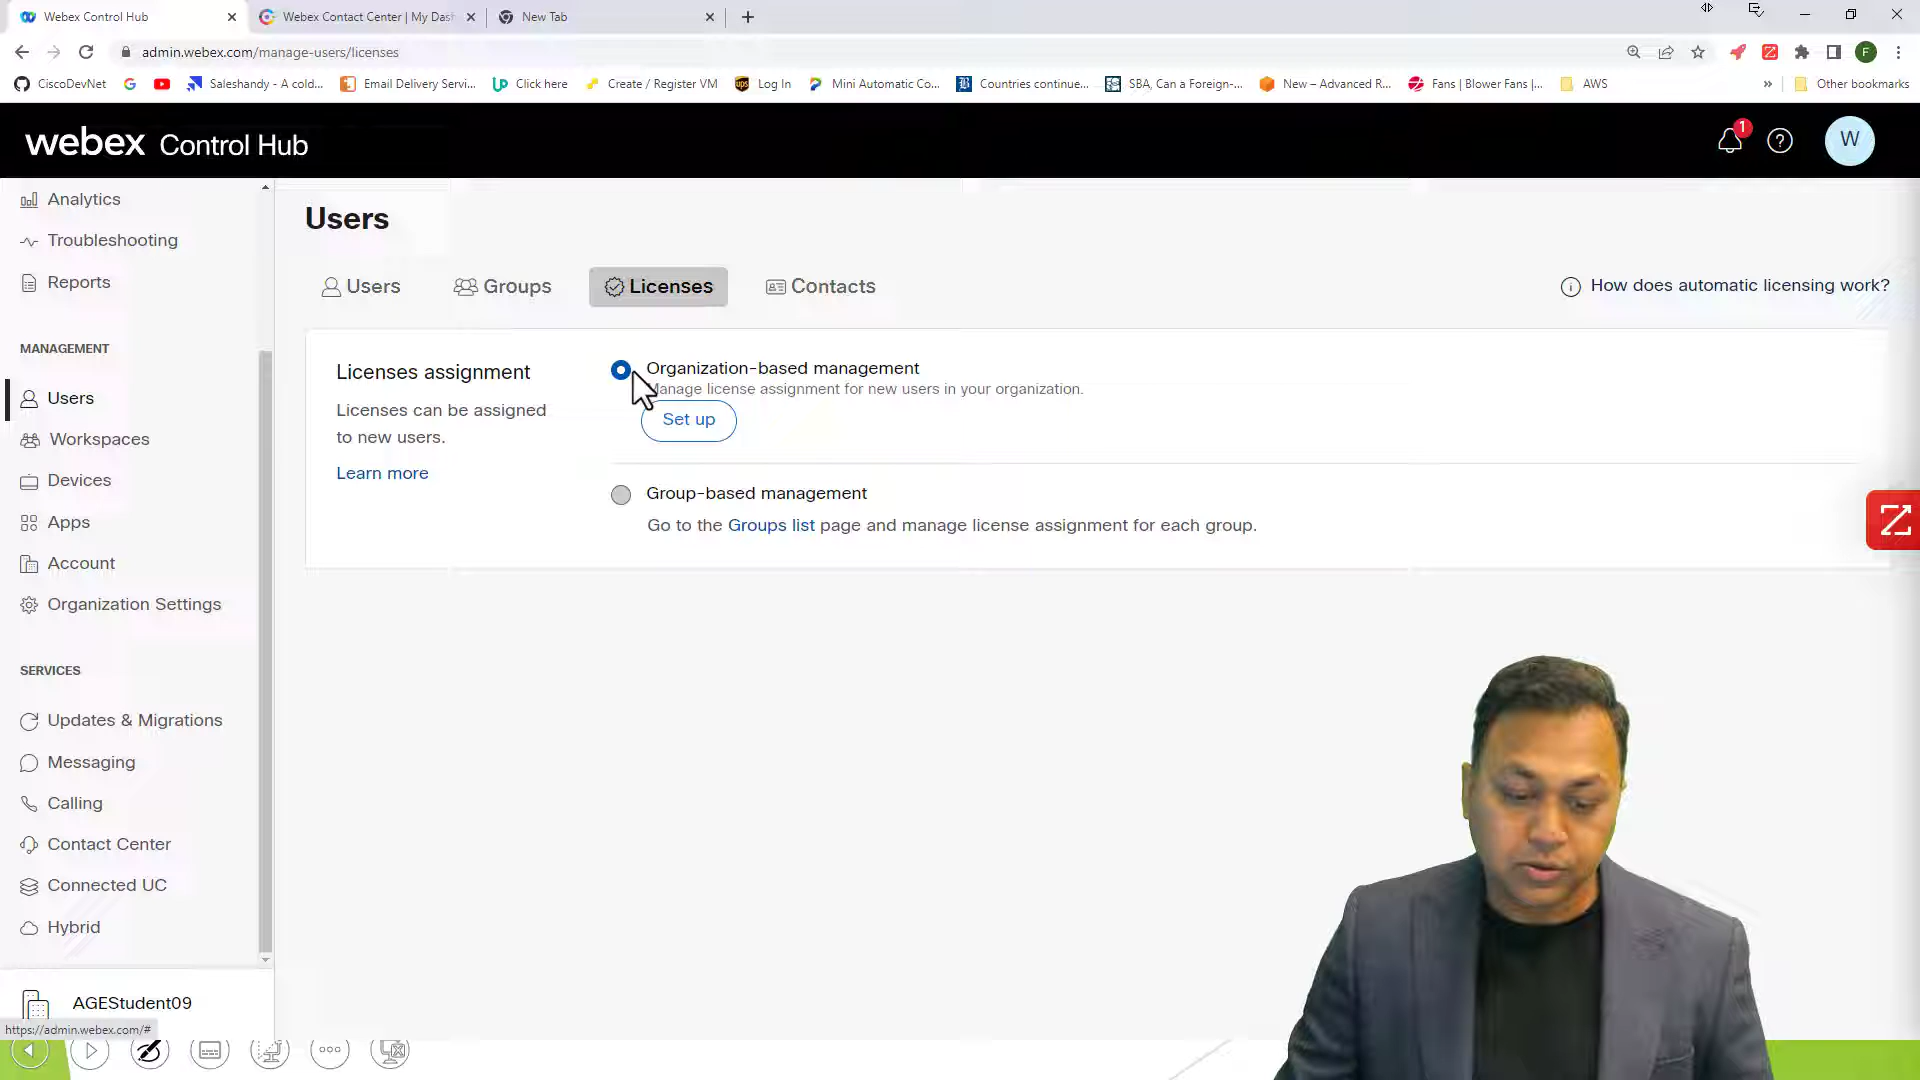 Webex Control Hub
Webex Contact Center | My Dash
New Tab
admin.webex.com/manage-users/licenses
F
CiscoDevNet
Saleshandy - A cold...
Email Delivery Servi...
Click here
Create / Register VM
Log In
Mini Automatic Co...
Countries continue...
SBA, Can a Foreign-...
New – Advanced R...
Fans | Blower Fans |...
AWS
»
Other bookmarks
webex Control Hub
1
W
Analytics
Troubleshooting
Reports
MANAGEMENT
Users
Workspaces
Devices
Apps
Account
Organization Settings
SERVICES
Updates & Migrations
Messaging
Calling
Contact Center
Connected UC
Hybrid
AGEStudent09
https://admin.webex.com/#
Users
Users
Groups
Licenses
Contacts
How does automatic licensing work?
Licenses assignment
Licenses can be assigned
to new users.
Learn more
Organization-based management
Manage license assignment for new users in your organization.
Set up
Group-based management
Go to the Groups list page and manage license assignment for each group.